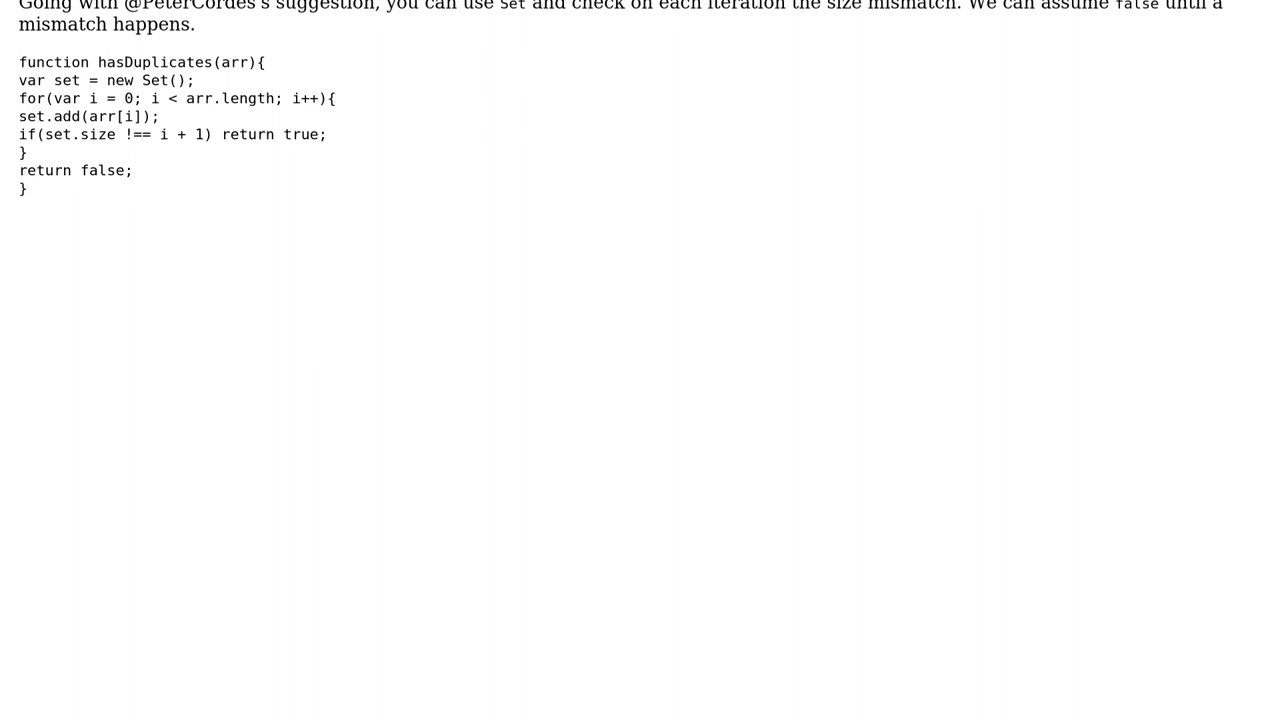 Going with @PeterCordes's suggestion, you can use Set and check on each iteration the size mismatch. We can assume false until a
mismatch happens.
function hasDuplicates(arr){
var set = new Set();
for(var i = 0; i < arr.length; i++){
set.add(arr[i]);
if(set.size !== i + 1) return true;
}
return false;
}